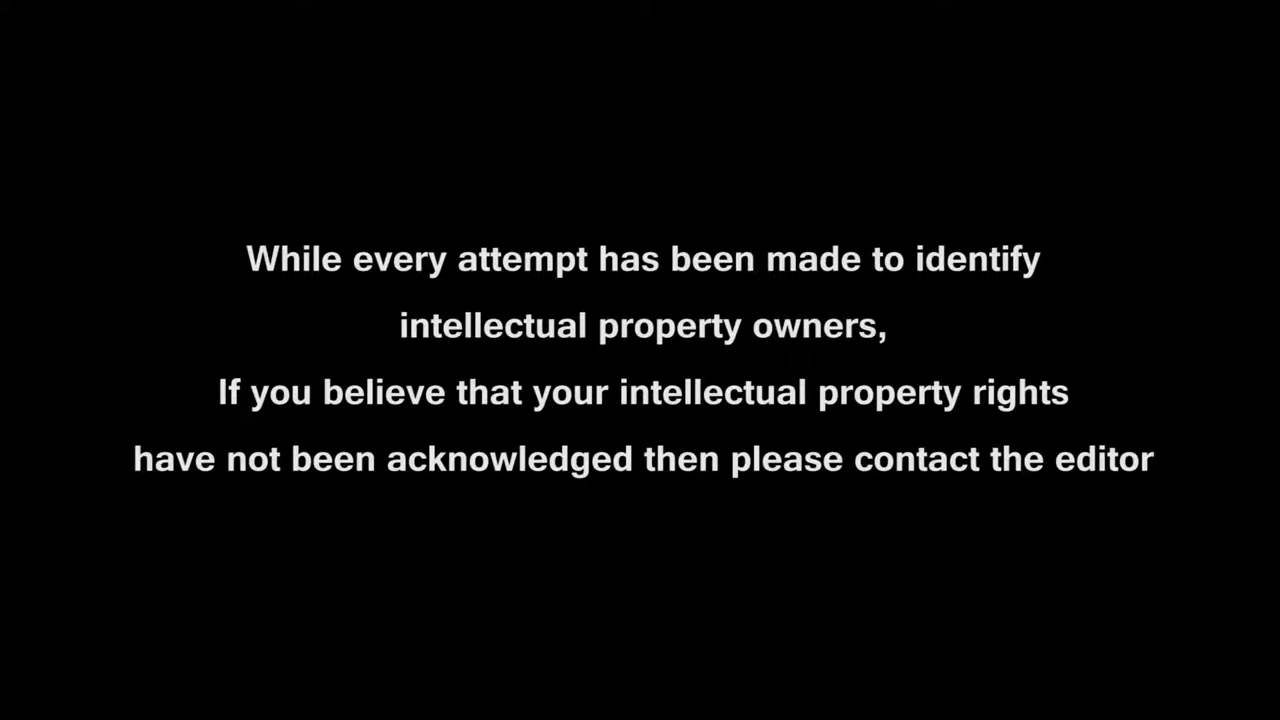 While every attempt has been made to identify
intellectual property owners,
If you believe that your intellectual property rights
have not been acknowledged then please contact the editor